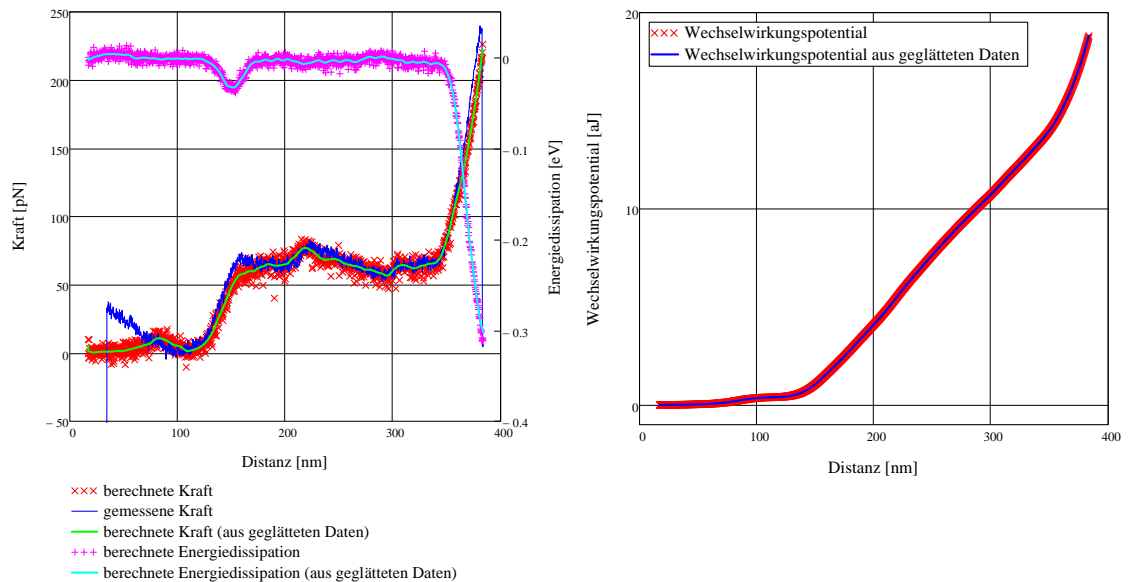 250
200
150
100
50
0
– 50
Kraft [pN]
0
– 0.1
– 0.2
– 0.3
– 0.4
Energiedissipation [eV]
0 100 200 300 400
Distanz [nm]
berechnete Kraft
gemessene Kraft
berechnete Kraft (aus geglätteten Daten)
berechnete Energiedissipation
berechnete Energiedissipation (aus geglätteten Daten)
20
10
0
Wechselwirkungspotential [aJ]
Wechselwirkungspotential
Wechselwirkungspotential aus geglätteten Daten
0 100 200 300 400
Distanz [nm]